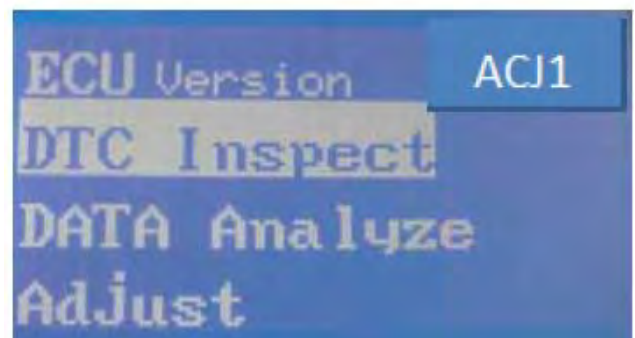 ECU Version
ACJ1
DTC Inspect
DATA Analyze
Adjust